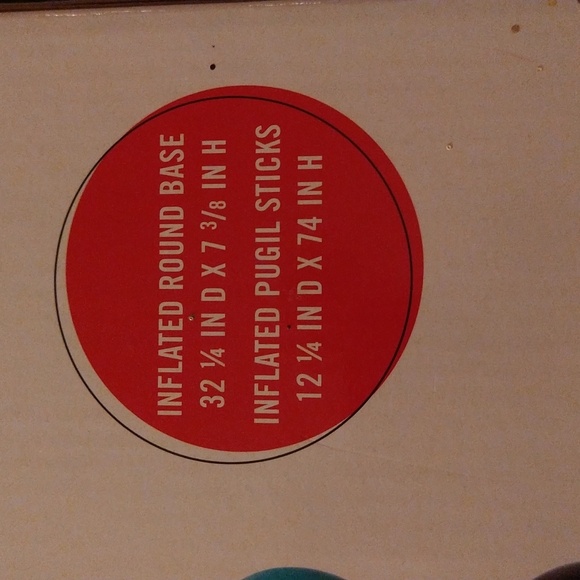 INFLATED ROUND BASE
32 ¼ IN D X 7 ⅜ IN H
INFLATED PUGIL STICKS
12 ¼ IN D X 74 IN H